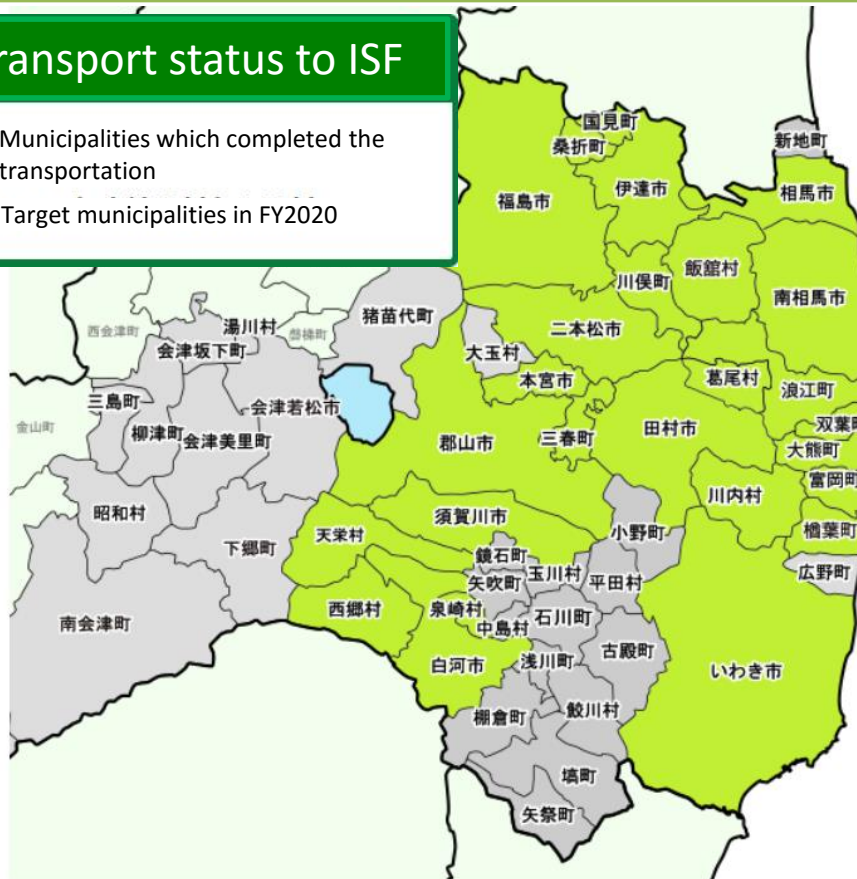 ransport status to ISF
Municipalities which completed the
transportation
Target municipalities in FY2020
国見町
桑折町
新地町
伊達市
相馬市
福島市
飯舘村
川俣町
南相馬市
猪苗代町
湯川村
磐梯町
西会津町
二本松市
会津坂下町
大玉村
本宮市
葛尾村
浪江町
三島町
会津若松市
双葉町
金山町
柳津町
会津美里町
郡山市
三春町
田村市
大熊町
富岡町
川内村
昭和村
須賀川市
小野町
天栄村
楢葉町
下郷町
鏡石町
玉川村
平田村
広野町
矢吹町
西郷村
泉崎村
石川町
南会津町
中島村
古殿町
白河市
浅川町
いわき市
棚倉町
鮫川村
塙町
矢祭町